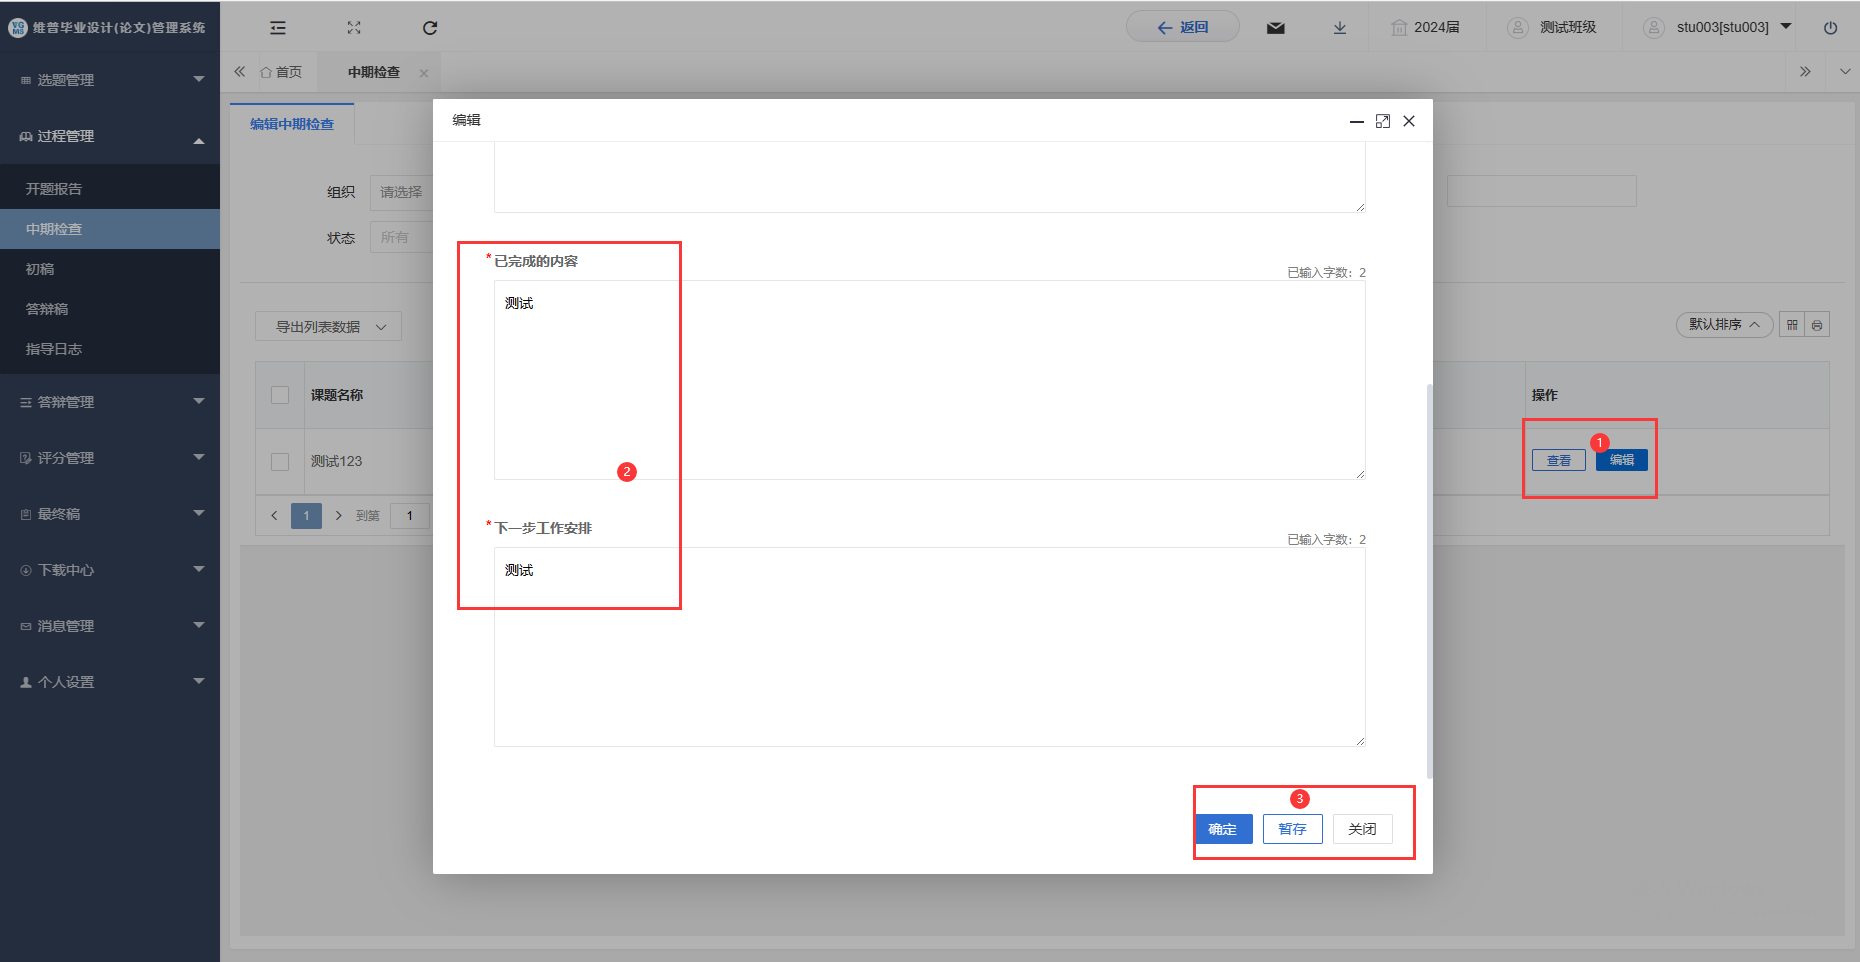 维普毕业设计(论文)管理系统
返回
2024届
测试班级
stu003[stu003]
首页
中期检查
选题管理
过程管理
开题报告
中期检查
初稿
答辩稿
指导日志
答辩管理
评分管理
最终稿
下载中心
消息管理
个人设置
编辑中期检查
组织
请选择
状态
所有
导出列表数据
默认排序
课题名称
操作
测试123
查看
编辑
1
1
到第
1
编辑
*已完成的内容
已输入字数：2
测试
2
*下一步工作安排
已输入字数：2
测试
3
确定
暂存
关闭